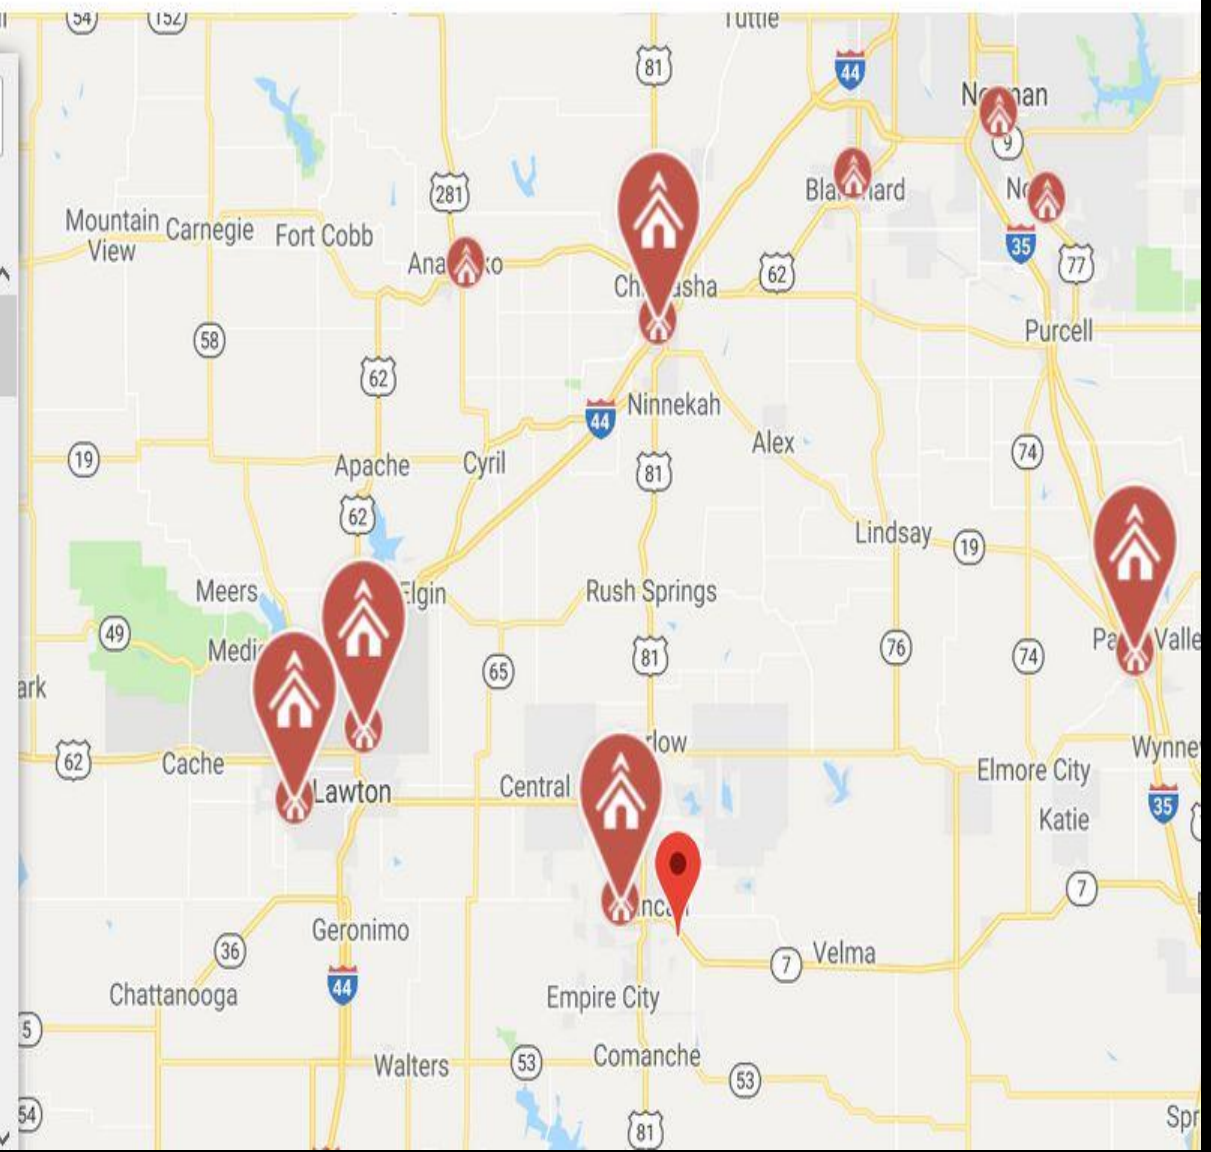 54
152
Tuttle
81
44
9
281
Mountain
View
Carnegie
Fort Cobb
35
62
77
58
62
Purcell
44
Ninnekah
Alex
19
Apache
Cyril
81
74
62
Lindsay
19
Meers
Elgin
Rush Springs
49
65
81
76
74
62
Cache
Elmore City
Central
Lawton
35
Katie
7
Geronimo
36
7
Velma
44
Chattanooga
Empire City
5
Walters
53
Comanche
53
54
81